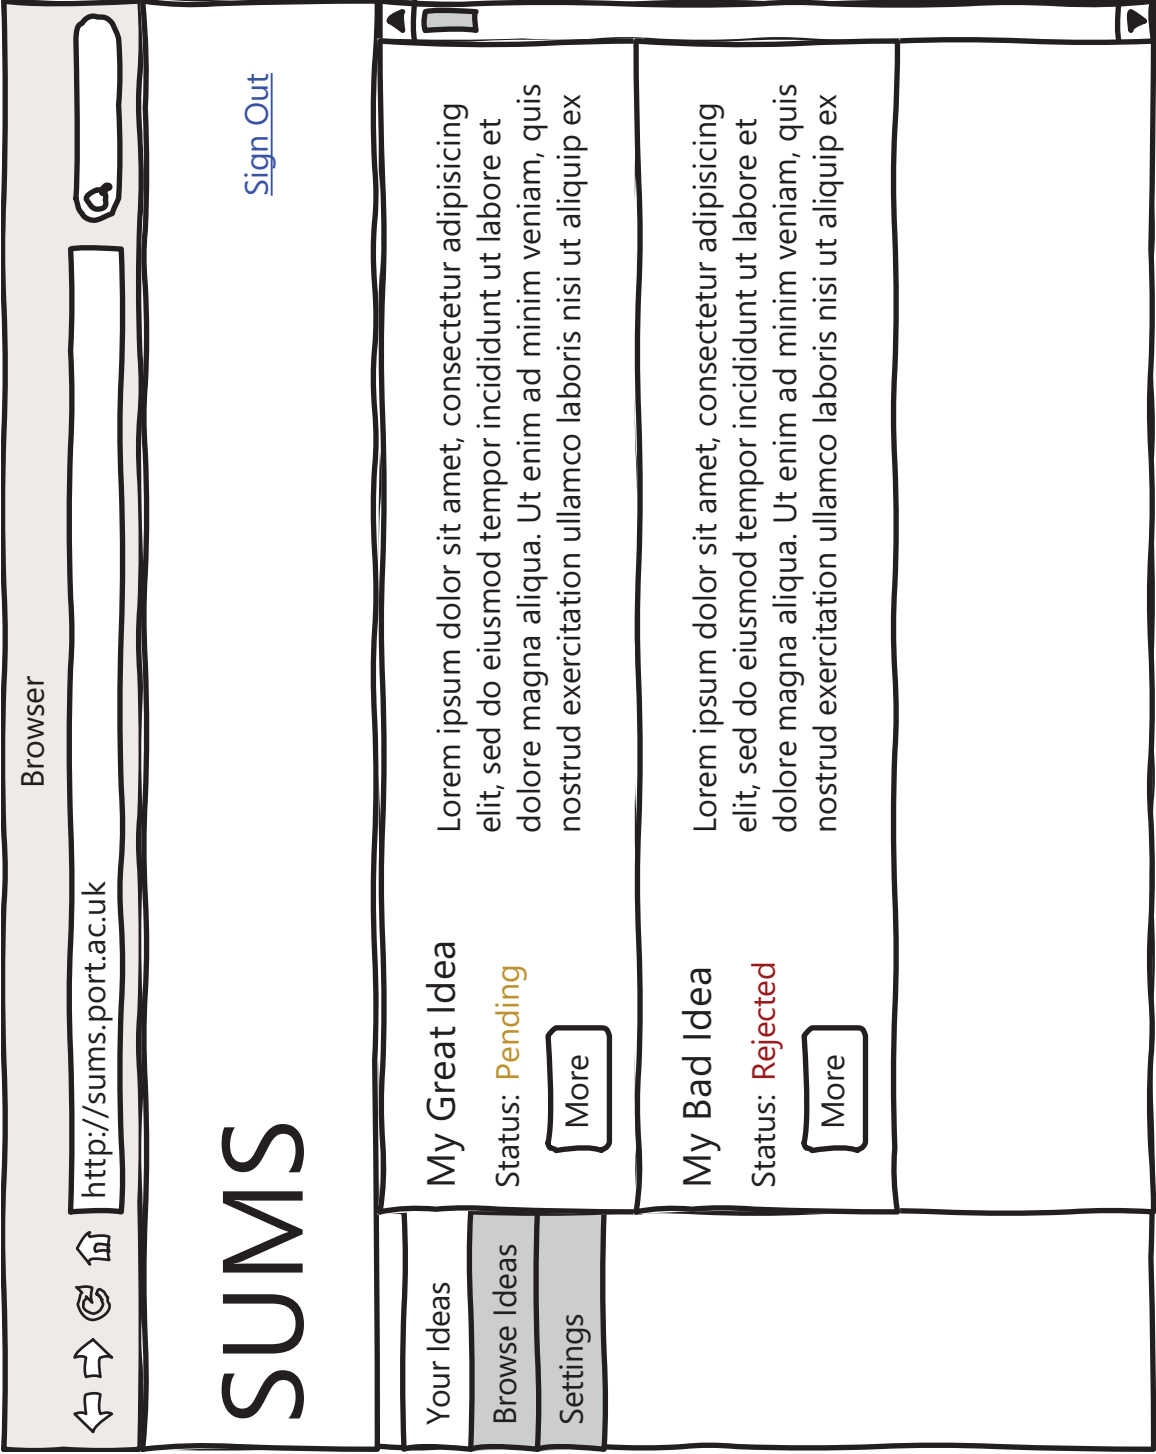 Browser
http://sums.port.ac.uk
SUMS
Sign Out
Your Ideas
Browse Ideas
Settings
My Great Idea
Status: Pending
More
Lorem ipsum dolor sit amet, consectetur adipisicing
elit, sed do eiusmod tempor incididunt ut labore et
dolore magna aliqua. Ut enim ad minim veniam, quis
nostrud exercitation ullamco laboris nisi ut aliquip ex
My Bad Idea
Status: Rejected
More
Lorem ipsum dolor sit amet, consectetur adipisicing
elit, sed do eiusmod tempor incididunt ut labore et
dolore magna aliqua. Ut enim ad minim veniam, quis
nostrud exercitation ullamco laboris nisi ut aliquip ex